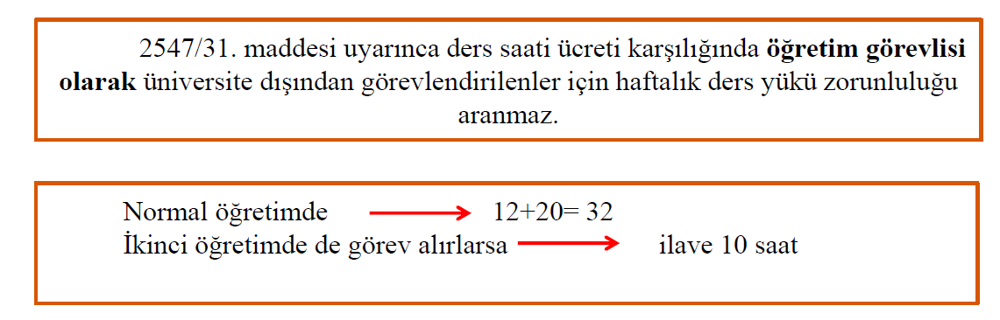 2547/31. maddesi uyarınca ders saati ücreti karşılığında öğretim görevlisi
olarak üniversite dışından görevlendirilenler için haftalık ders yükü zorunluluğu
aranmaz.
Normal öğretimde 12+20= 32
İkinci öğretimde de görev alırlarsa ilave 10 saat